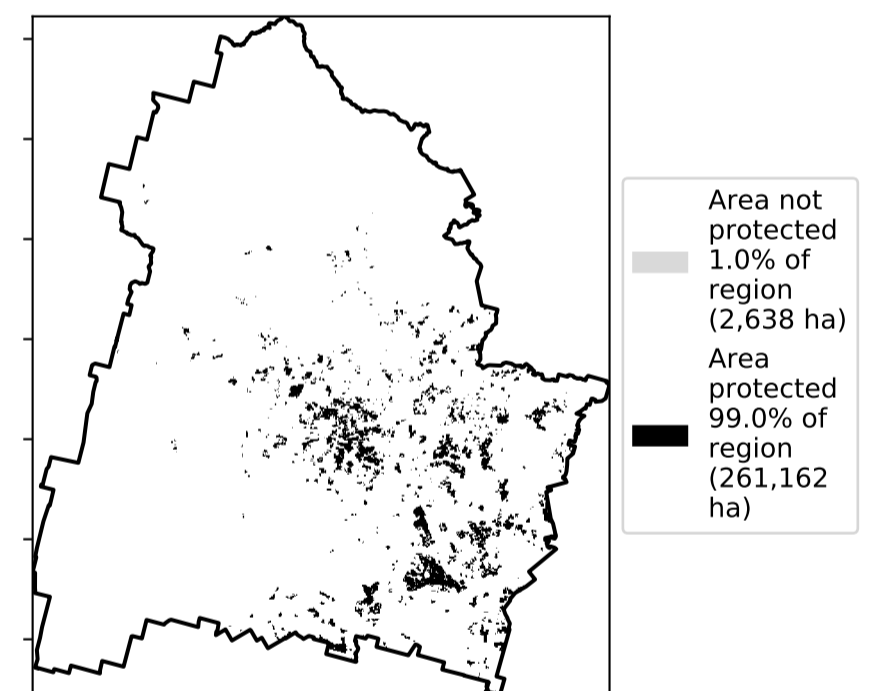 Area not
protected
1.0% of
region
(2,638 ha)
Area
protected
99.0% of
region
(261,162
ha)